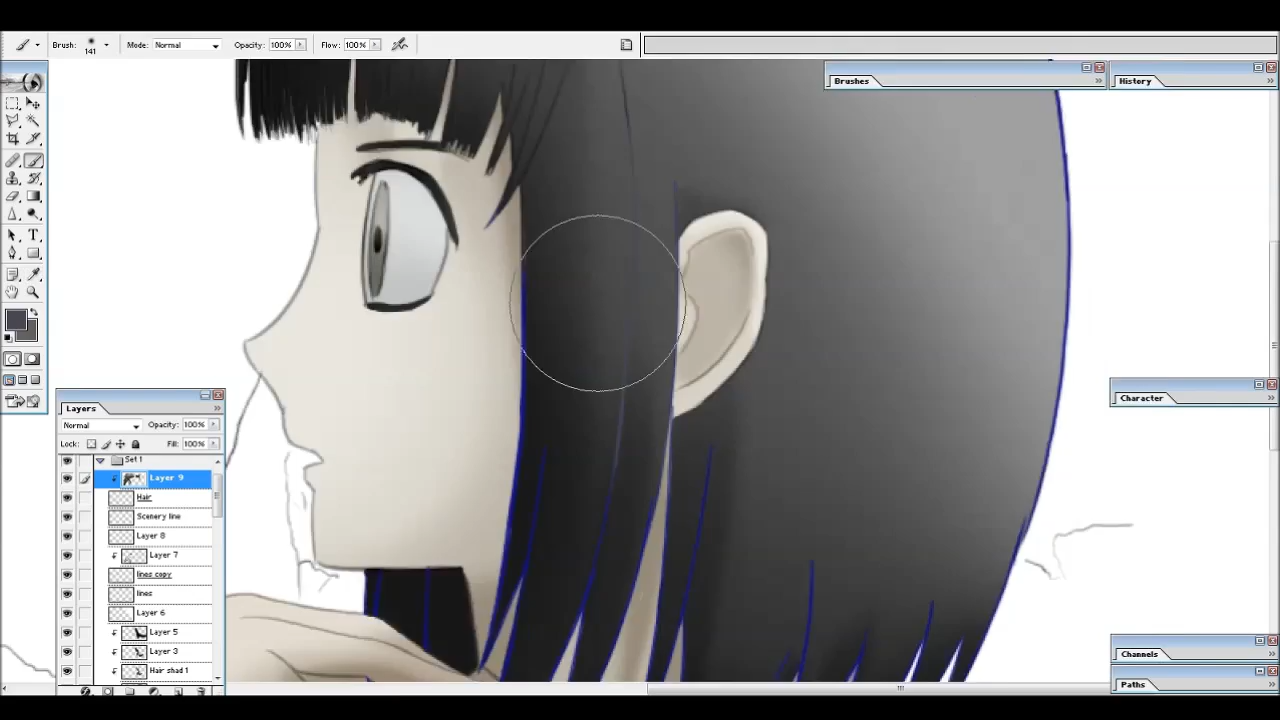 Brush: 141 Mode: Normal Opacity: 100% Flow: 100%
Brushes
History
Layers
Normal Opacity: 100%
Lock: Fill: 100%
Set 1
Layer 9
Hair
Scenery line
Layer 8
Layer 7
lines copy
lines
Layer 6
Layer 5
Layer 3
Hair shad 1
Character
Channels
Paths